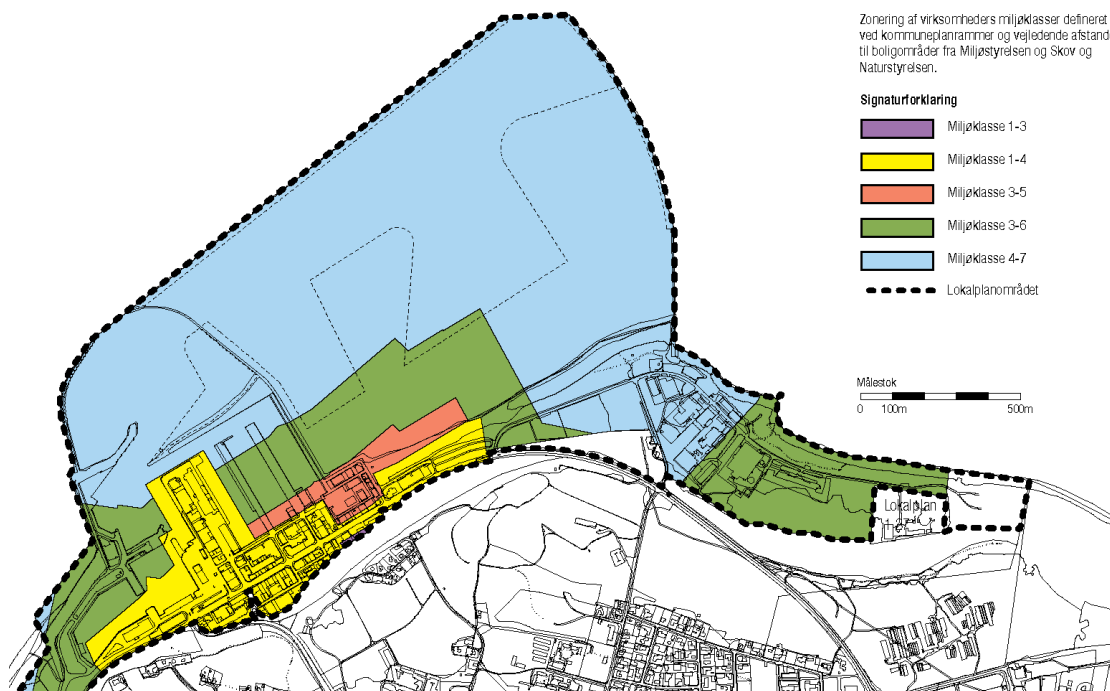 Zonering af virksomheders miljøklasser defineret
ved kommuneplanrammer og vejledende afstande
til boligområder fra Miljøstyrelsen og Skov og
Naturstyrelsen.
Signaturforklaring
Miljøklasse 1-3
Miljøklasse 1-4
Miljøklasse 3-5
Miljøklasse 3-6
Miljøklasse 4-7
Lokalplanområdet
Målestok
0 100m 500m
Lokalplan